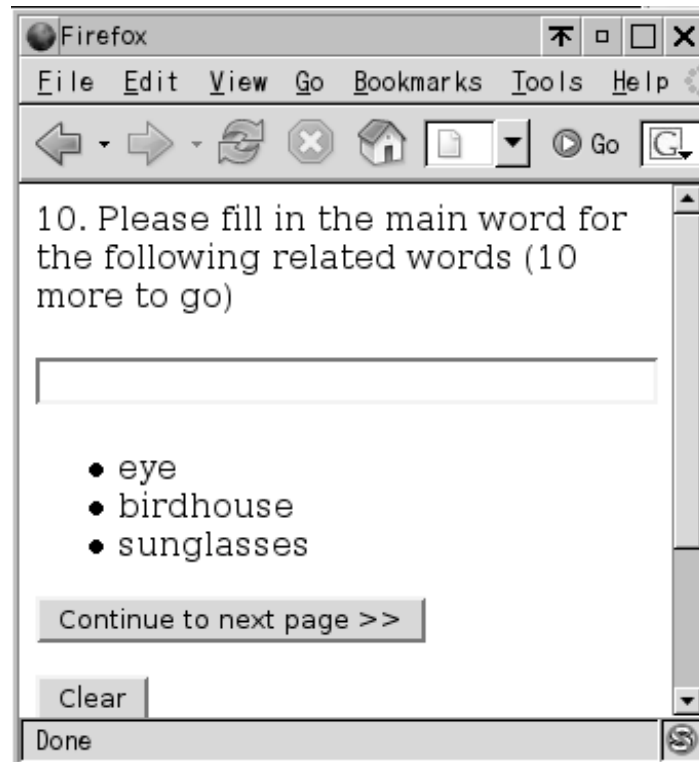 Firefox
File Edit View Go Bookmarks Tools Help
Go G
10. Please fill in the main word for
the following related words (10
more to go)
eye
birdhouse
sunglasses
Continue to next page >>
Clear
Done